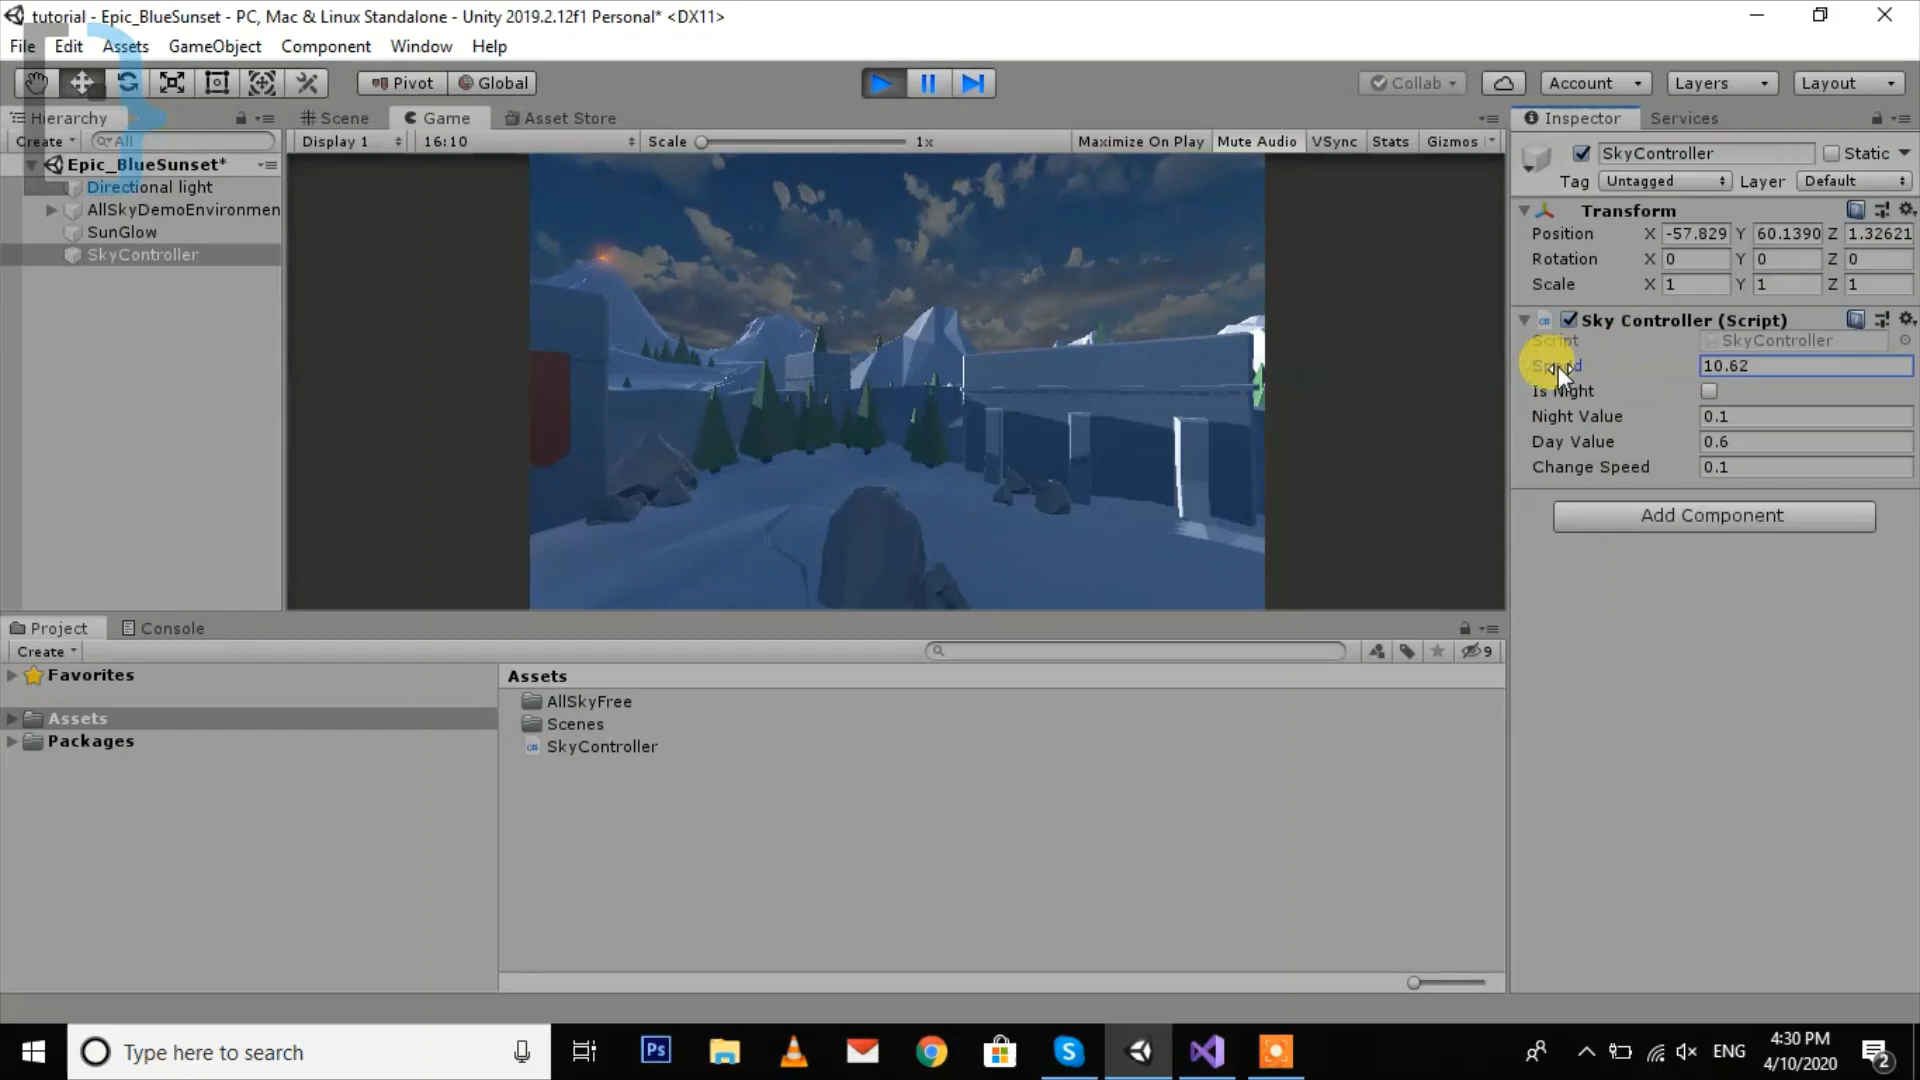 tutorial - Epic_BlueSunset - PC, Mac & Linux Standalone - Unity 2019.2.12f1 Personal* <DX11>
File Edit Assets GameObject Component Window Help
Pivot Global Collab Account Layers Layout
Hierarchy Scene Game Asset Store Inspector Services
Create All Display 1 16:10 Scale 1x Maximize On Play Mute Audio VSync Stats Gizmos
Epic_BlueSunset* SkyController Static
Directional light Tag Untagged Layer Default
AllSkyDemoEnvironmen Transform
SunGlow Position X -57.829 Y 60.1390 Z 1.32621
SkyController Rotation X 0 Y 0 Z 0
Scale X 1 Y 1 Z 1
Sky Controller (Script)
Script SkyController
Speed 10.62
Is Night
Night Value 0.1
Day Value 0.6
Change Speed 0.1
Add Component
Project Console
Create 9
Favorites Assets
AllSkyFree
Assets Scenes
Packages SkyController
Type here to search Ps S ENG 4:30 PM
4/10/2020 2